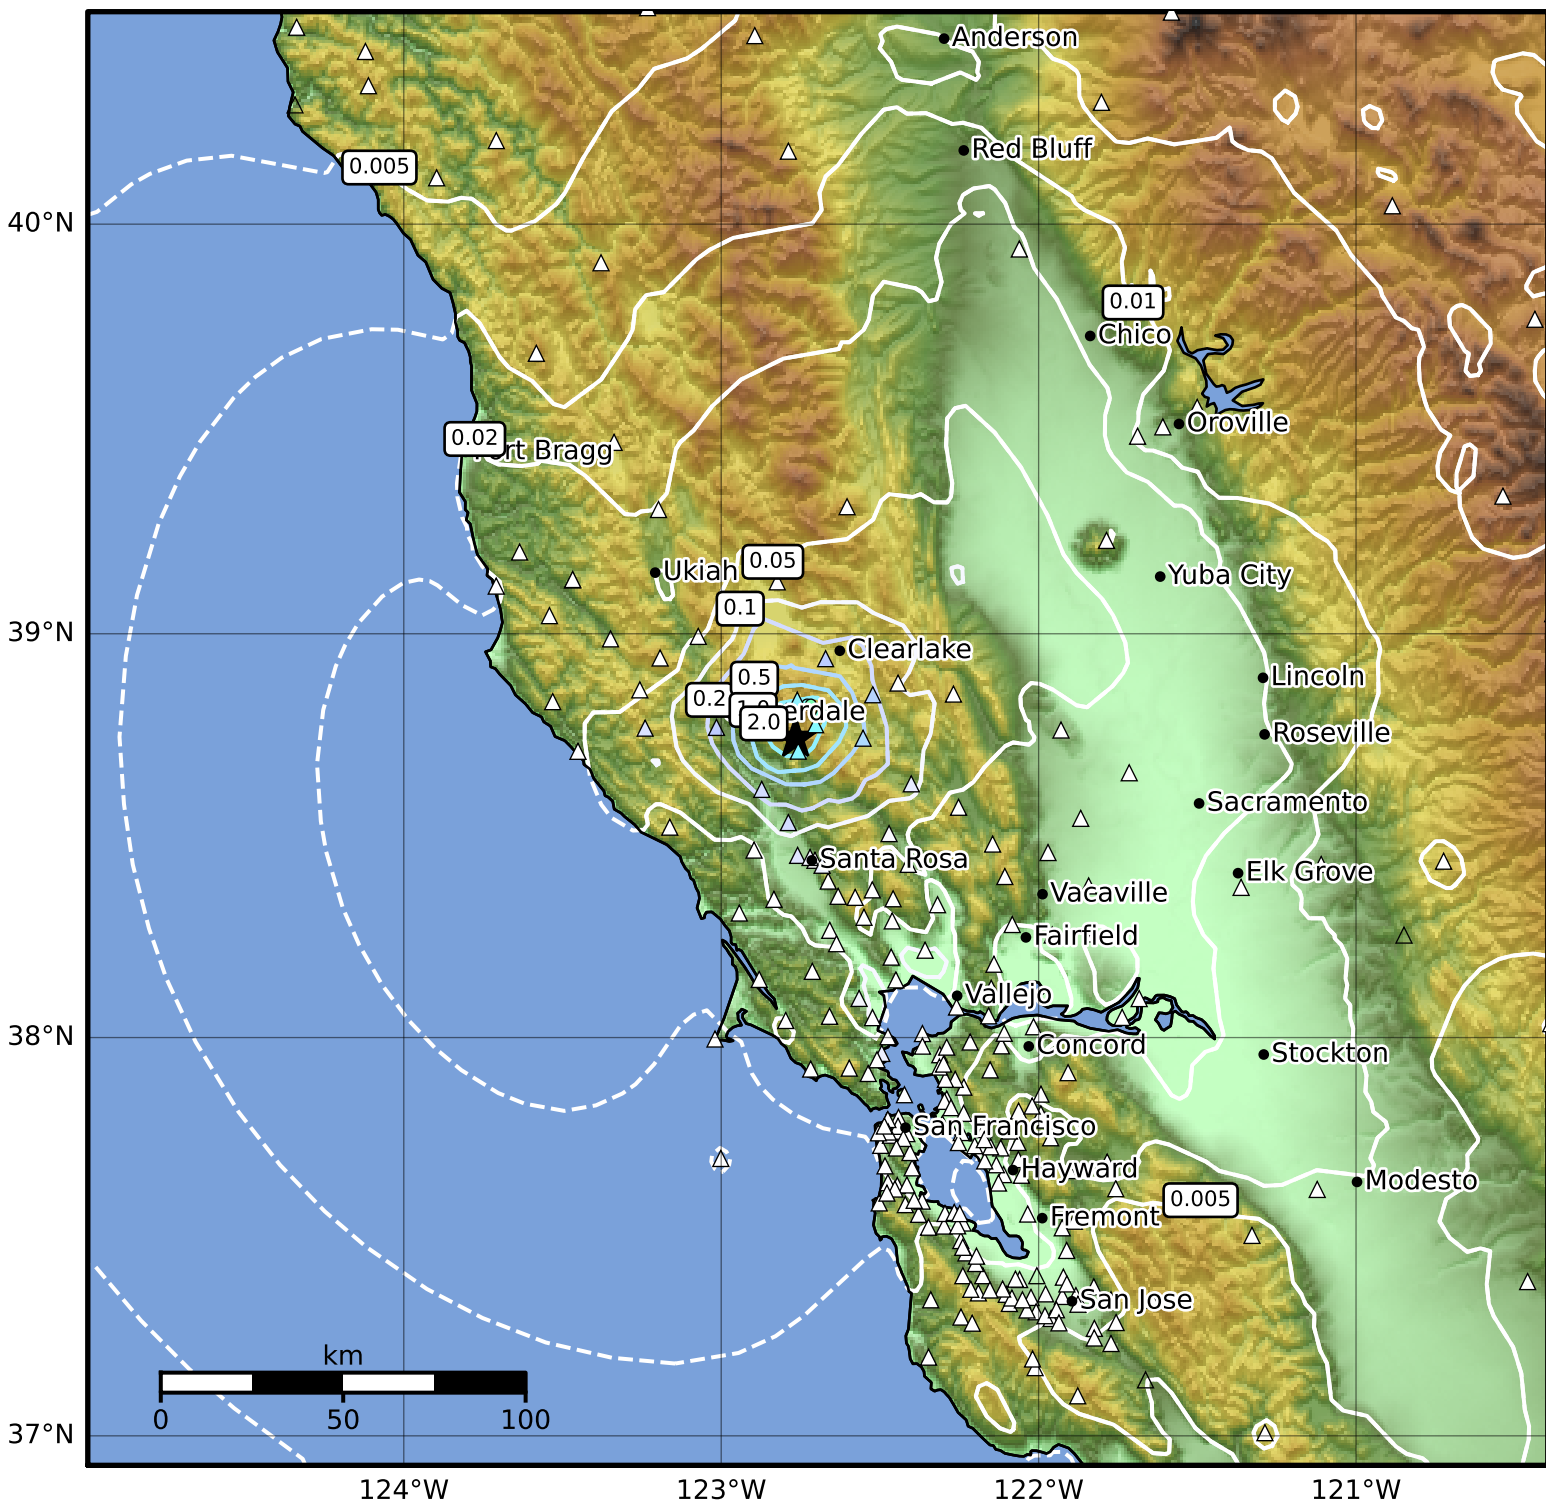 Anderson
Red Bluff
0.005
40°N
0.01
Chico
Oroville
0.02
Fort Bragg
0.05
Ukiah
Yuba City
0.1
39°N
Clearlake
0.5
Lincoln
0.2
2.0
erdale
Roseville
Sacramento
Santa Rosa
Elk Grove
Vacaville
Fairfield
Vallejo
38°N
Concord
Stockton
San Francisco
Hayward
Modesto
0.005
Fremont
San Jose
km
0 50 100
37°N
124°W 123°W 122°W 121°W